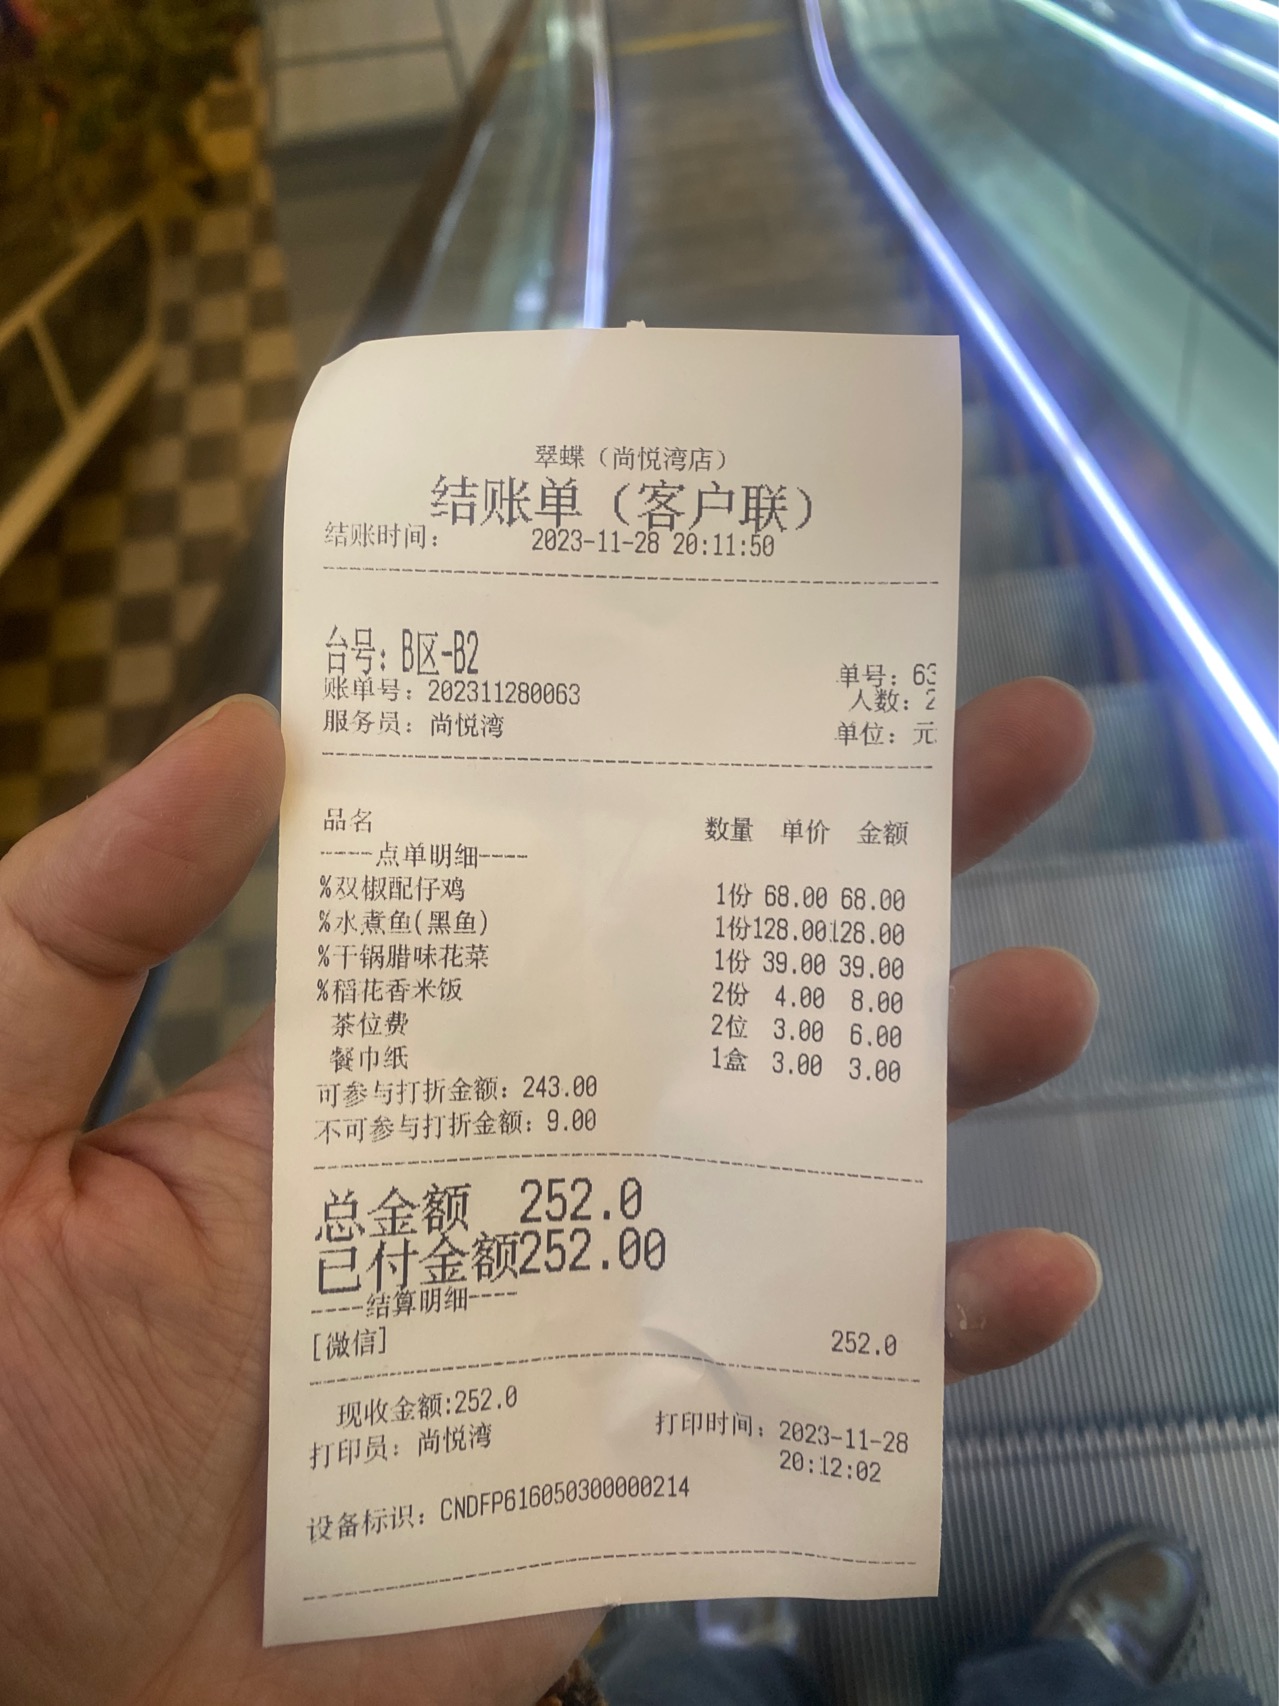 翠蝶（尚悦湾店）
结账单（客户联）
结账时间： 2023-11-28 20:11:50
台号：B区-B2
单号：63
账单号：202311280063
人数：2
服务员：尚悦湾
单位：元
品名 数量 单价 金额
----点单明细----
%双椒配仔鸡 1份 68.00 68.00
%水煮鱼(黑鱼) 1份128.00128.00
%干锅腊味花菜 1份 39.00 39.00
%稻花香米饭 2份 4.00 8.00
茶位费 2位 3.00 6.00
餐巾纸 1盒 3.00 3.00
可参与打折金额：243.00
不可参与打折金额：9.00
总金额 252.0
已付金额252.00
----结算明细----
[微信] 252.0
现收金额:252.0
打印员：尚悦湾 打印时间：2023-11-28
20:12:02
设备标识：CNDFP616050300000214